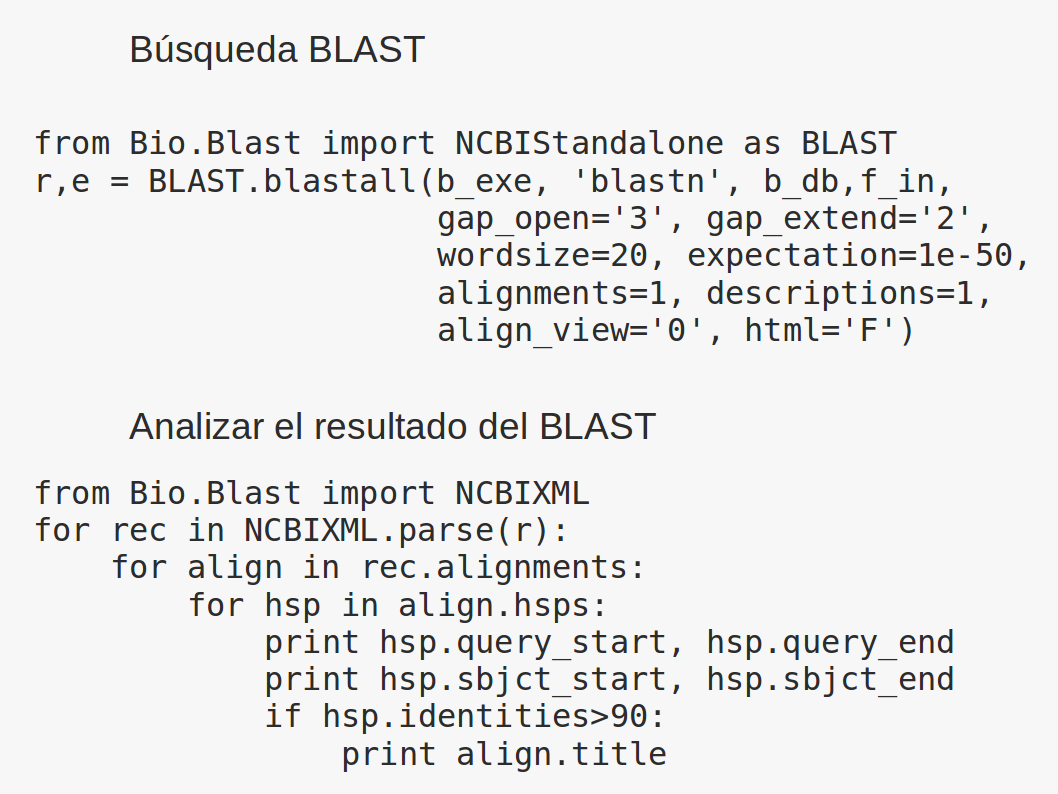 Búsqueda BLAST
from Bio.Blast import NCBIStandalone as BLAST
r,e = BLAST.blastall(b_exe, 'blastn', b_db,f_in,
                     gap_open='3', gap_extend='2',
                     wordsize=20, expectation=1e-50,
                     alignments=1, descriptions=1,
                     align_view='0', html='F')
Analizar el resultado del BLAST
from Bio.Blast import NCBIXML
for rec in NCBIXML.parse(r):
    for align in rec.alignments:
        for hsp in align.hsps:
            print hsp.query_start, hsp.query_end
            print hsp.sbjct_start, hsp.sbjct_end
            if hsp.identities>90:
                print align.title